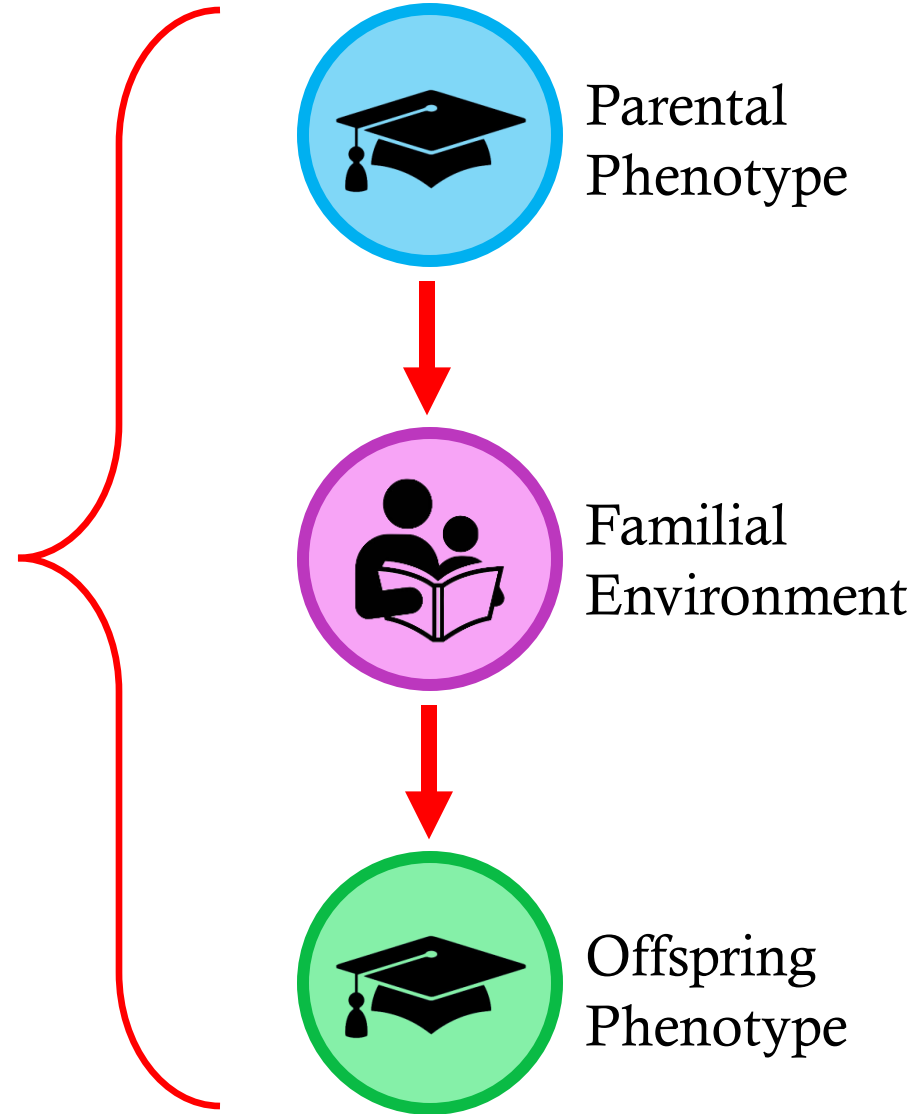 Parental
Phenotype
Familial
Environment
Offspring
Phenotype